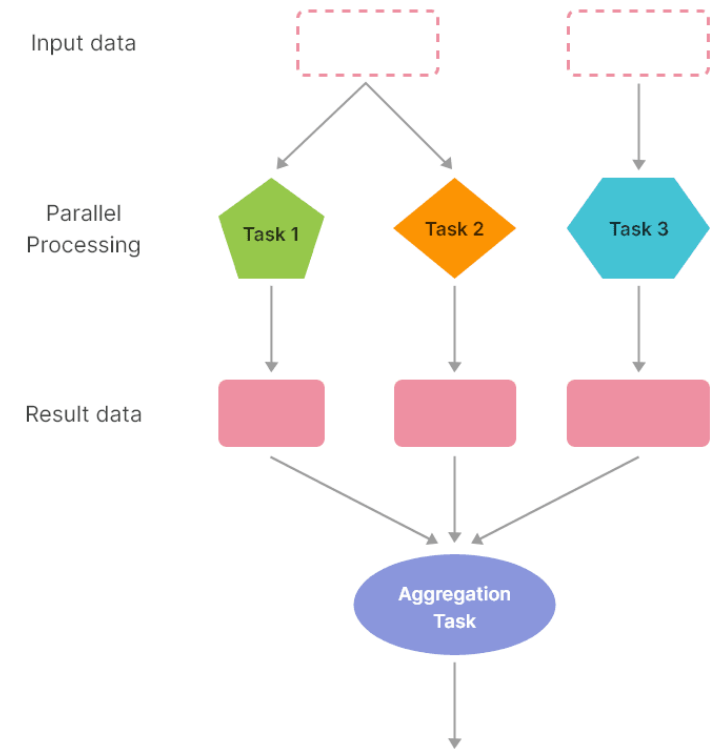 Input data
Parallel
Processing
Task 1
Task 2
Task 3
Result data
Aggregation
Task